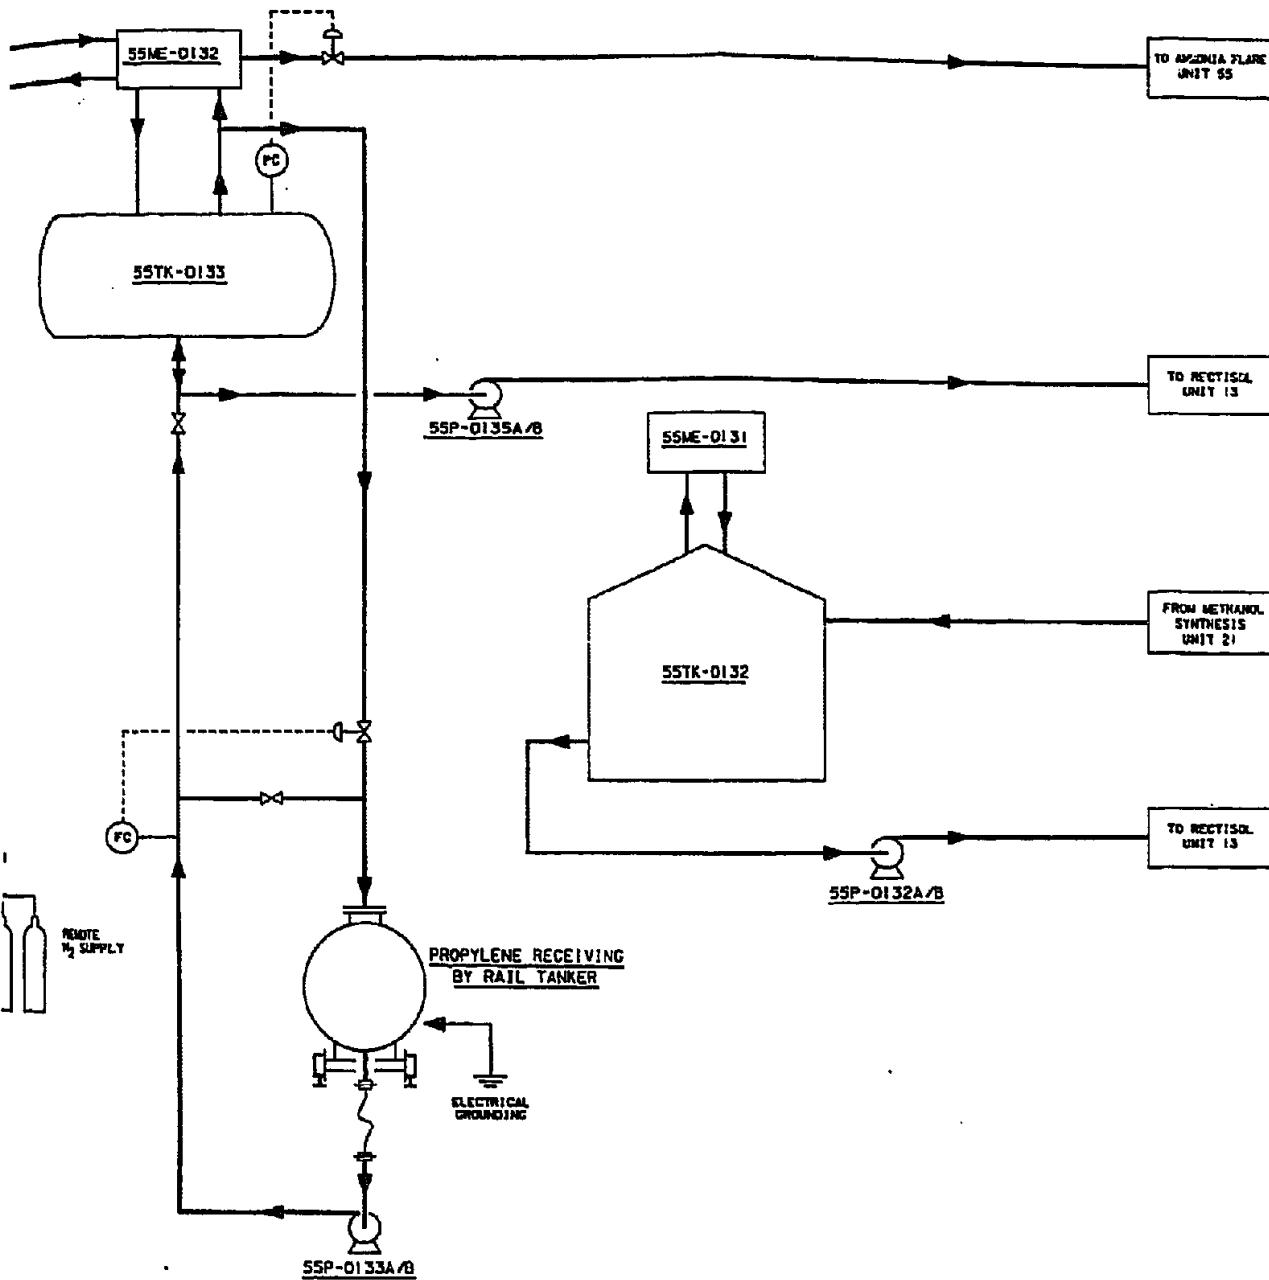 55ME-0132
TO AMMONIA FLARE
UNIT 55
PC
55TK-0133
TO RECTISOL
UNIT 13
55P-0135A/B
55ME-0131
FROM METHANOL
SYNTHESIS
UNIT 21
55TK-0132
FC
TO RECTISOL
UNIT 13
55P-0132A/B
REMOTE
N2 SUPPLY
PROPYLENE RECEIVING
BY RAIL TANKER
ELECTRICAL
GROUNDING
55P-0133A/B